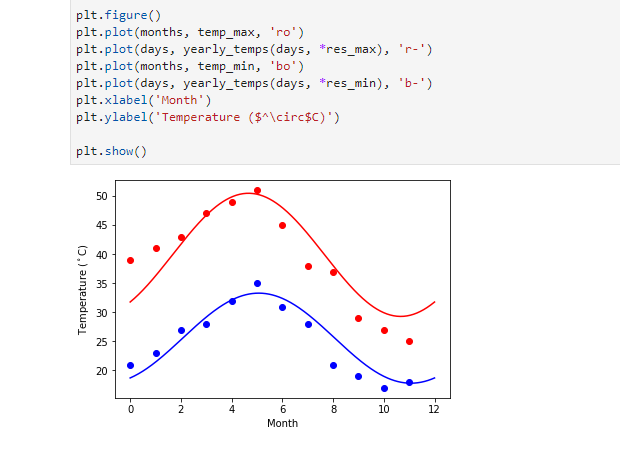 plt.figure()
plt.plot(months, temp_max, 'ro')
plt.plot(days, yearly_temps(days, *res_max), 'r-')
plt.plot(months, temp_min, 'bo')
plt.plot(days, yearly_temps(days, *res_min), 'b-')
plt.xlabel('Month')
plt.ylabel('Temperature ($^\circ$C)')
plt.show()
50
45
40
35
30
25
20
Temperature (˚C)
0 2 4 6 8 10 12
Month